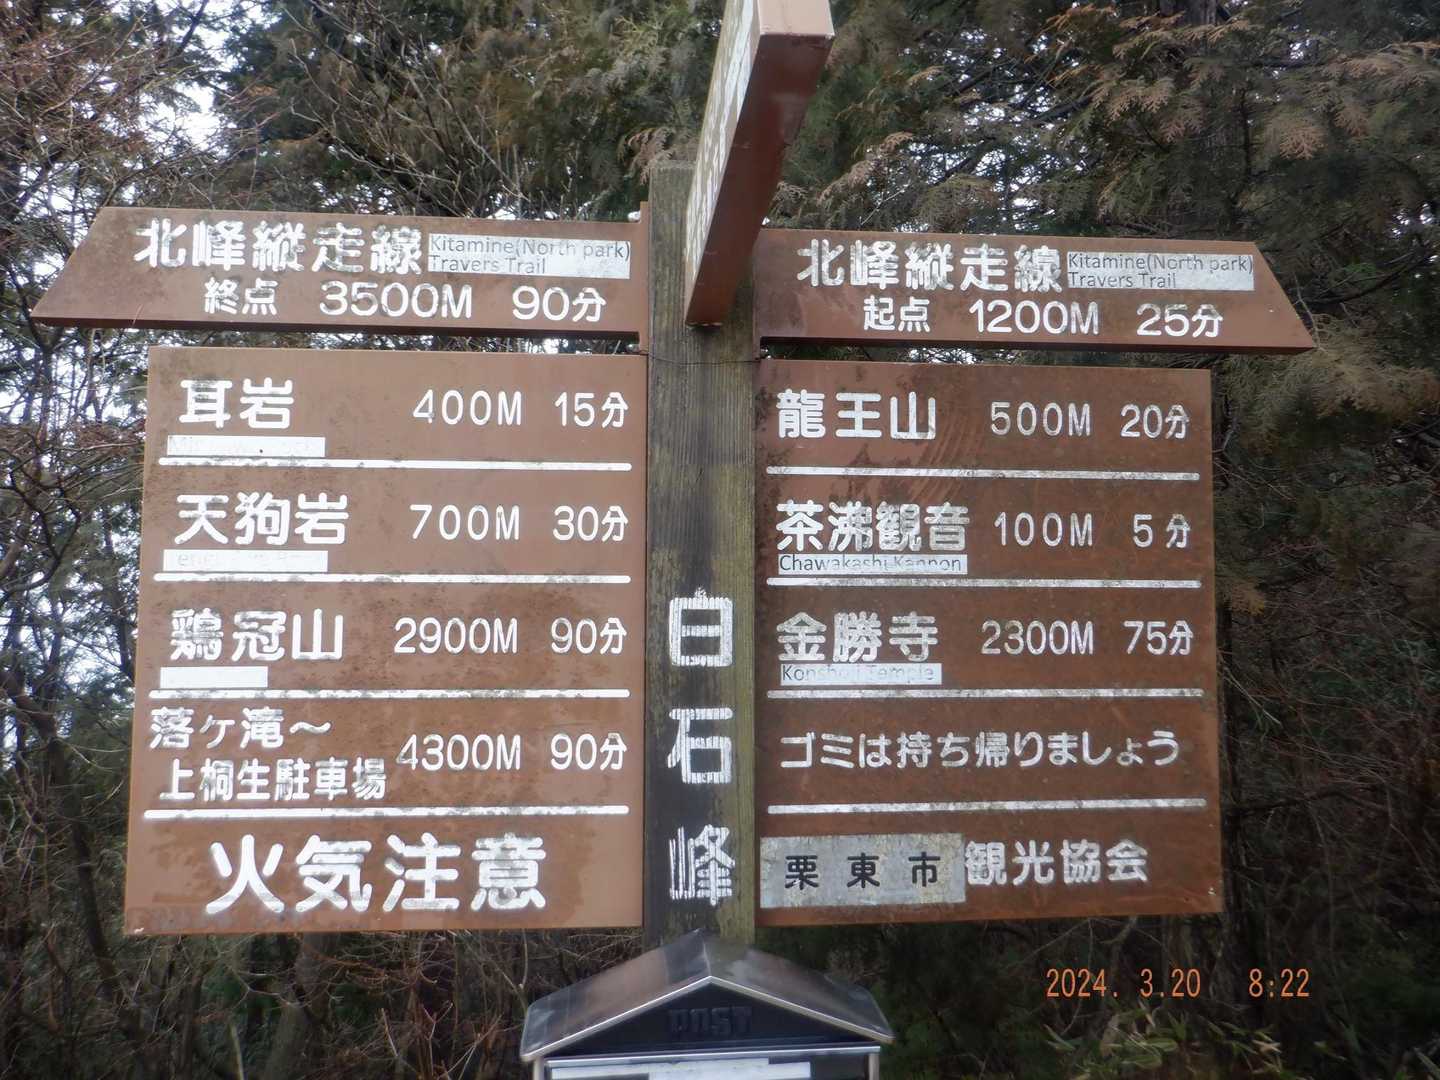 北峰縦走線 Kitamine(North park)
Travers Trail
終点 3500M 90分
耳岩 400M 15分
天狗岩 700M 30分
鶏冠山 2900M 90分
落ヶ滝～
上桐生駐車場 4300M 90分
火気注意
白石峰
北峰縦走線 Kitamine(North park)
Travers Trail
起点 1200M 25分
龍王山 500M 20分
茶沸観音 100M 5分
Chawakashi Kannon
金勝寺 2300M 75分
Konshoji Temple
ゴミは持ち帰りましょう
栗東市観光協会
POST
2024. 3.20 8:22